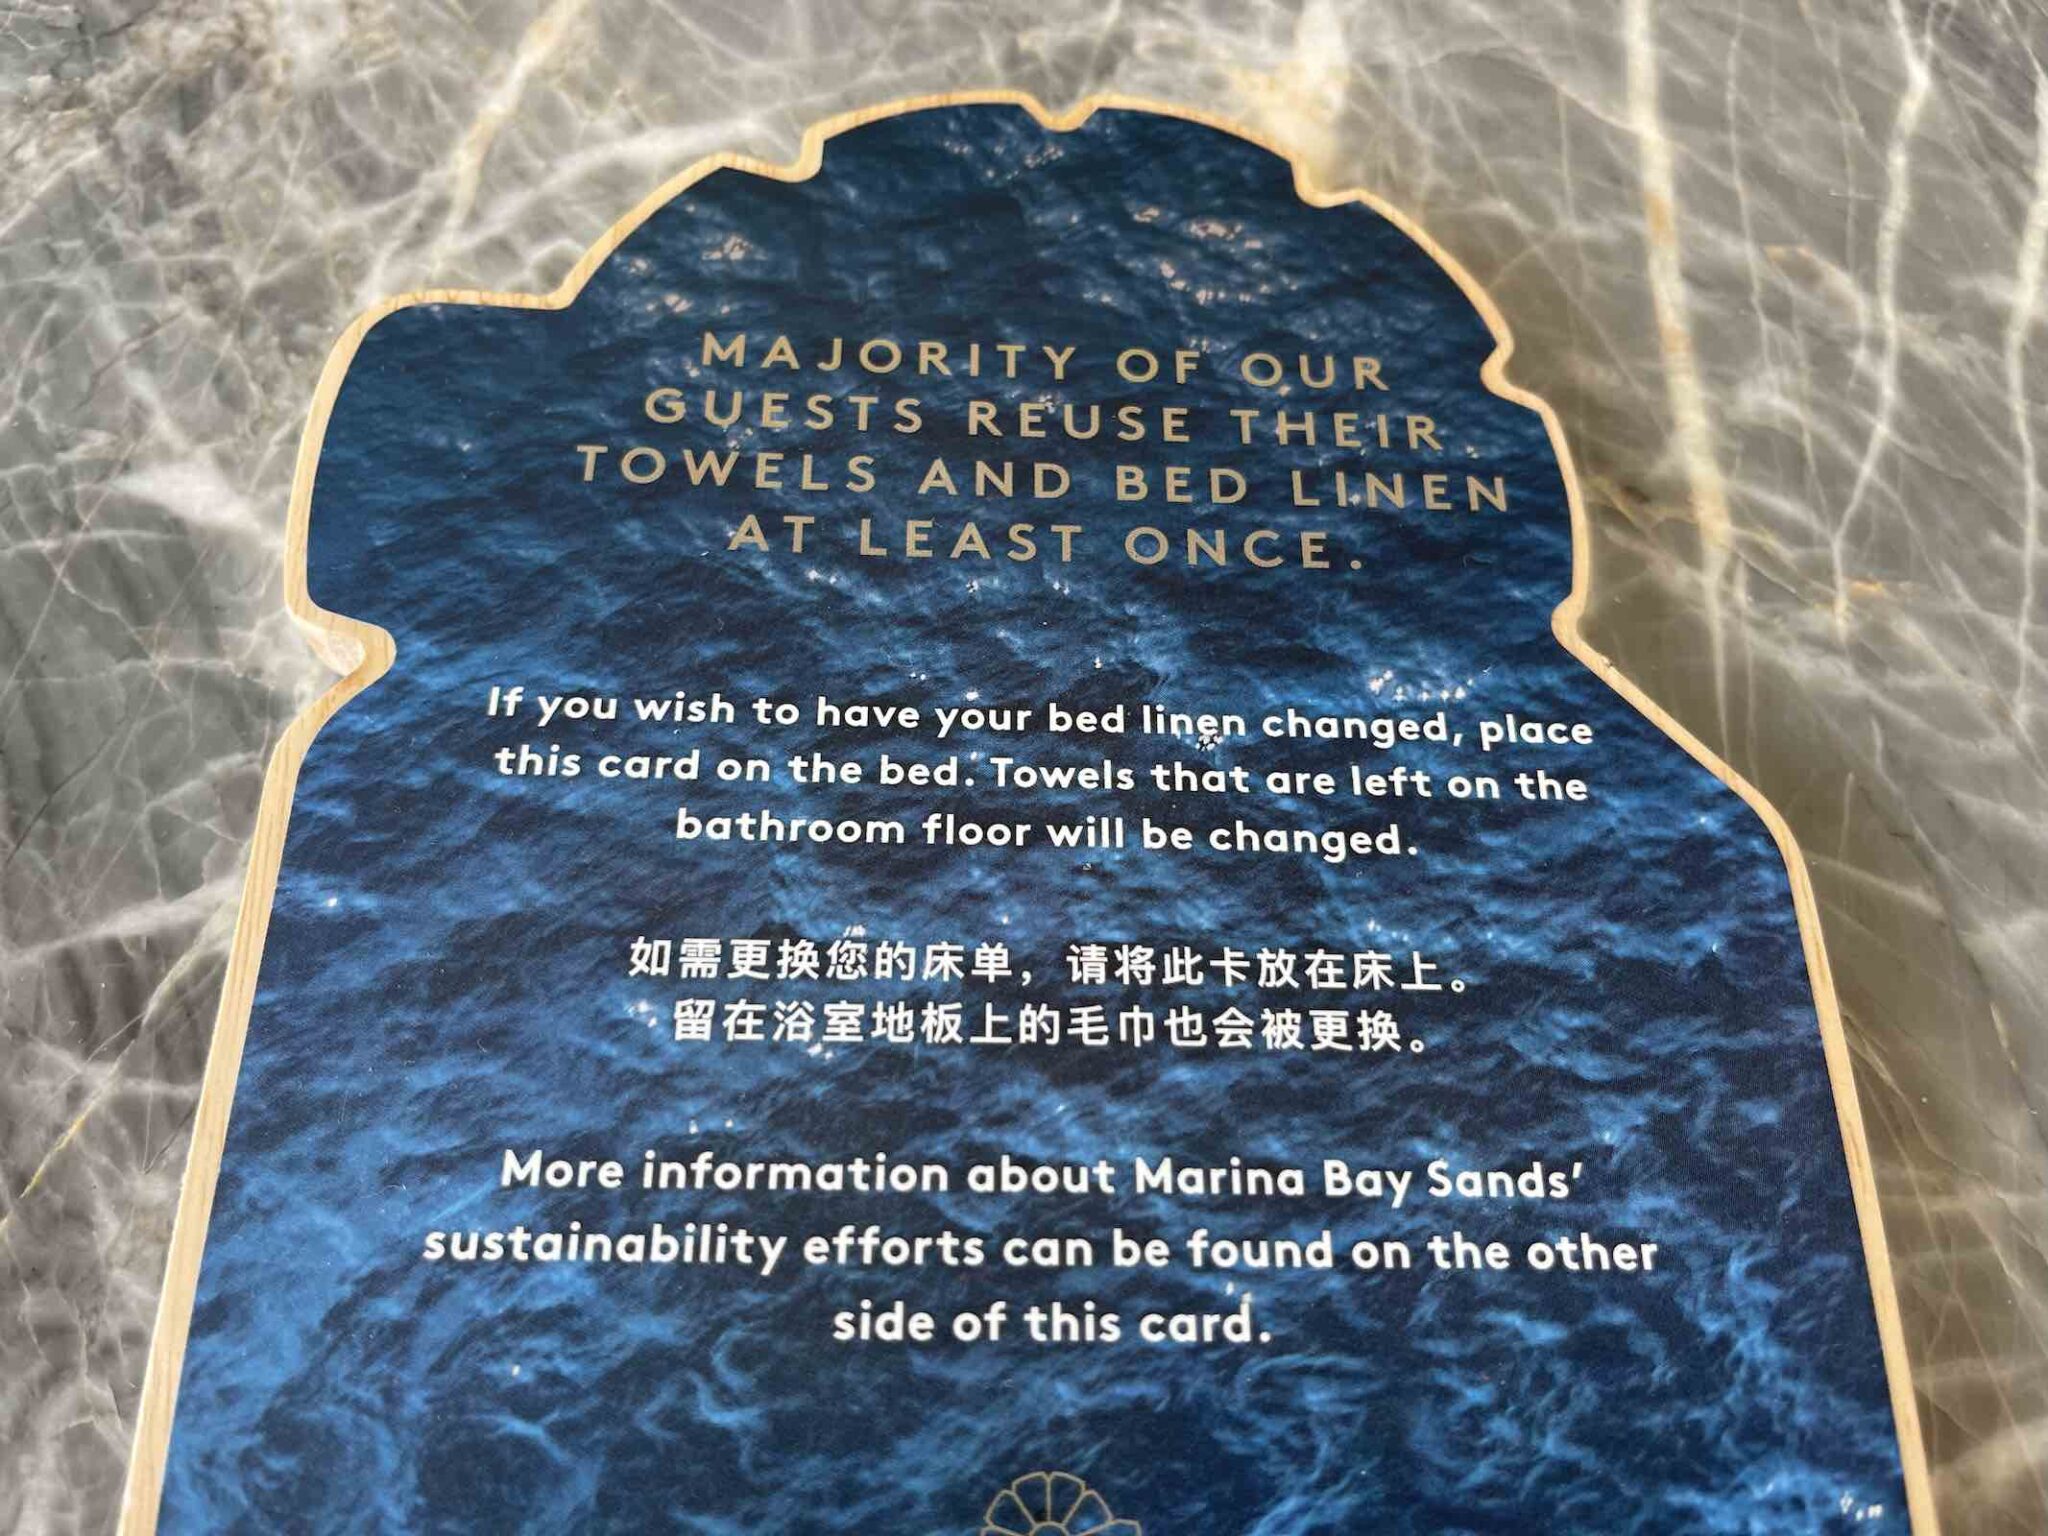 MAJORITY OF OUR
GUESTS REUSE THEIR
TOWELS AND BED LINEN
AT LEAST ONCE.
If you wish to have your bed linen changed, place
this card on the bed. Towels that are left on the
bathroom floor will be changed.
如需更换您的床单，请将此卡放在床上。
留在浴室地板上的毛巾也会被更换。
More information about Marina Bay Sands’
sustainability efforts can be found on the other
side of this card.